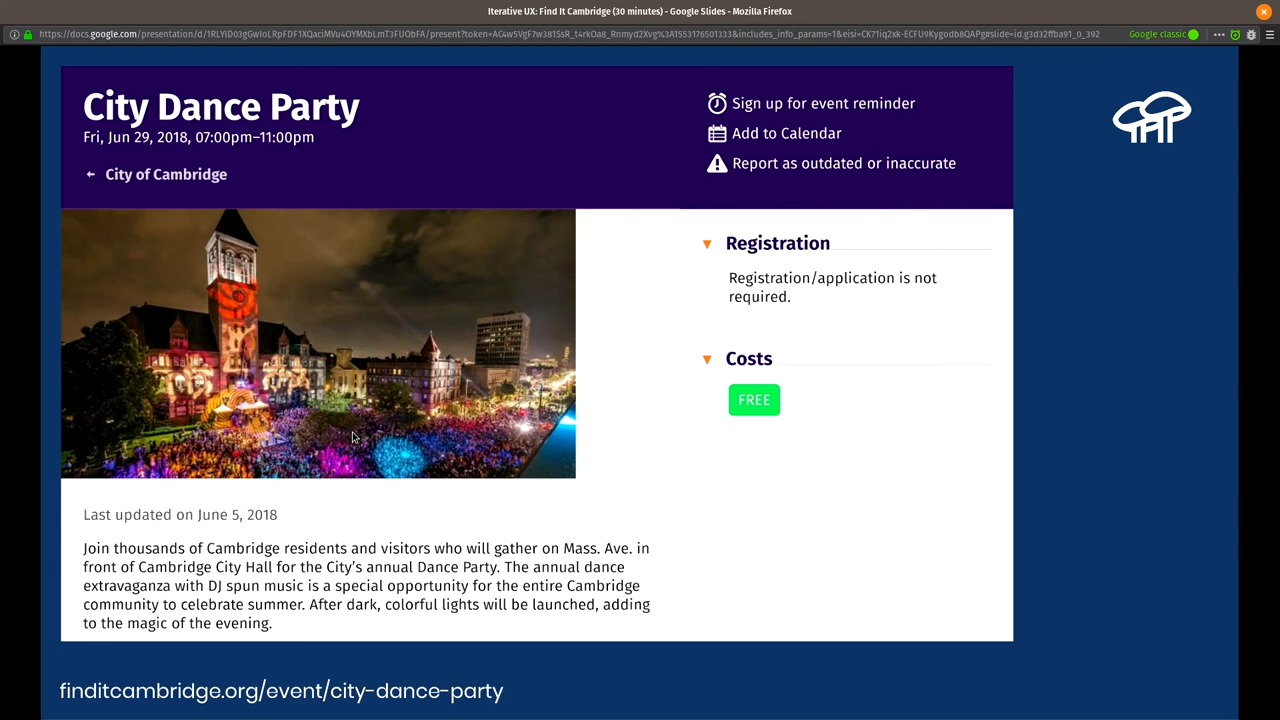 Iterative UX: Find It Cambridge (30 minutes) - Google Slides - Mozilla Firefox
Google classic
City Dance Party
Fri, Jun 29, 2018, 07:00pm–11:00pm
City of Cambridge
Sign up for event reminder
Add to Calendar
Report as outdated or inaccurate
Registration
Registration/application is not
required.
Costs
FREE
Last updated on June 5, 2018
Join thousands of Cambridge residents and visitors who will gather on Mass. Ave. in
front of Cambridge City Hall for the City’s annual Dance Party. The annual dance
extravaganza with DJ spun music is a special opportunity for the entire Cambridge
community to celebrate summer. After dark, colorful lights will be launched, adding
to the magic of the evening.
finditcambridge.org/event/city-dance-party